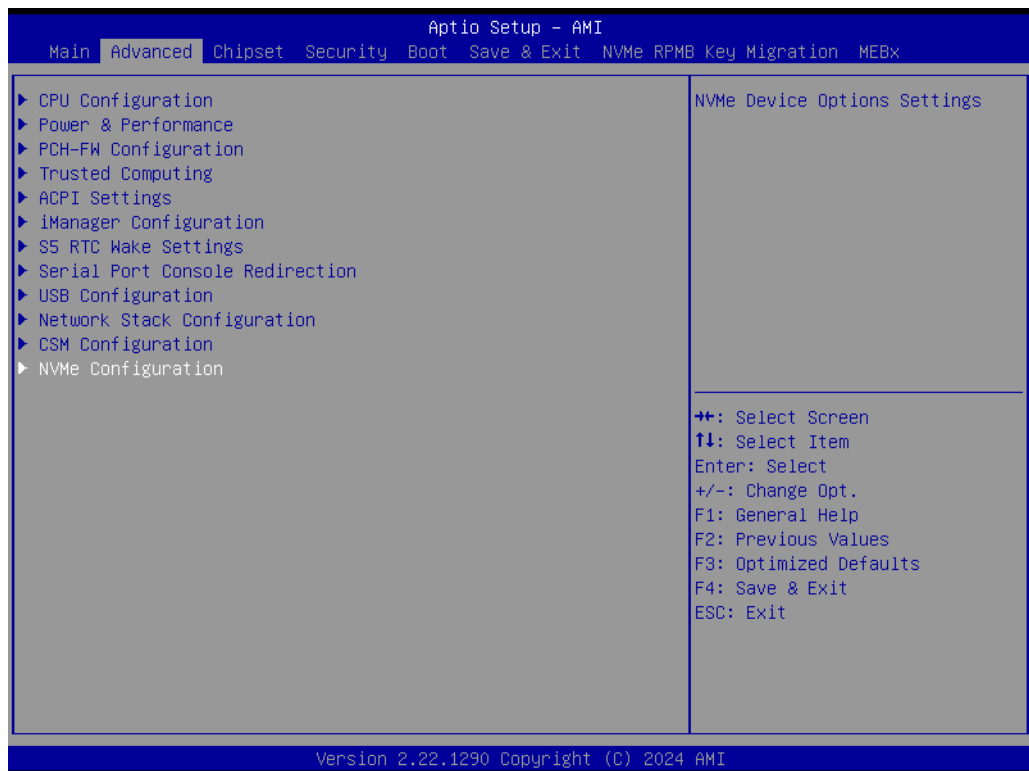 Aptio Setup – AMI
Main Advanced Chipset Security Boot Save & Exit NVMe RPMB Key Migration MEBx
▶ CPU Configuration
▶ Power & Performance
▶ PCH-FW Configuration
▶ Trusted Computing
▶ ACPI Settings
▶ iManager Configuration
▶ S5 RTC Wake Settings
▶ Serial Port Console Redirection
▶ USB Configuration
▶ Network Stack Configuration
▶ CSM Configuration
▶ NVMe Configuration
NVMe Device Options Settings
→←: Select Screen
↑↓: Select Item
Enter: Select
+/-: Change Opt.
F1: General Help
F2: Previous Values
F3: Optimized Defaults
F4: Save & Exit
ESC: Exit
Version 2.22.1290 Copyright (C) 2024 AMI